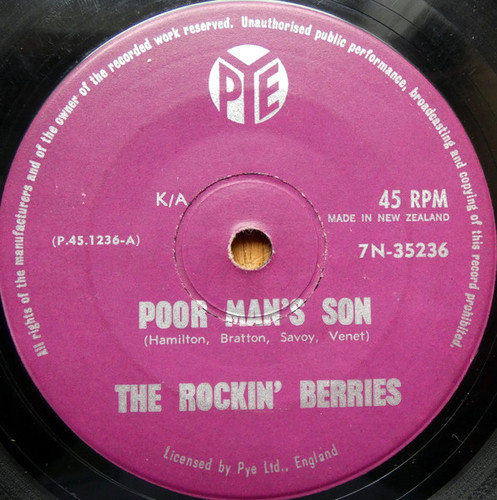 All rights of the manufacturers and of the owner of the recorded work reserved. Unauthorised public performance, broadcasting and copying of this record prohibited.
PYE
K/A
45 RPM
MADE IN NEW ZEALAND
(P.45.1236-A)
7N-35236
POOR MAN'S SON
(Hamilton, Bratton, Savoy, Venet)
THE ROCKIN' BERRIES
Licensed by Pye Ltd., England